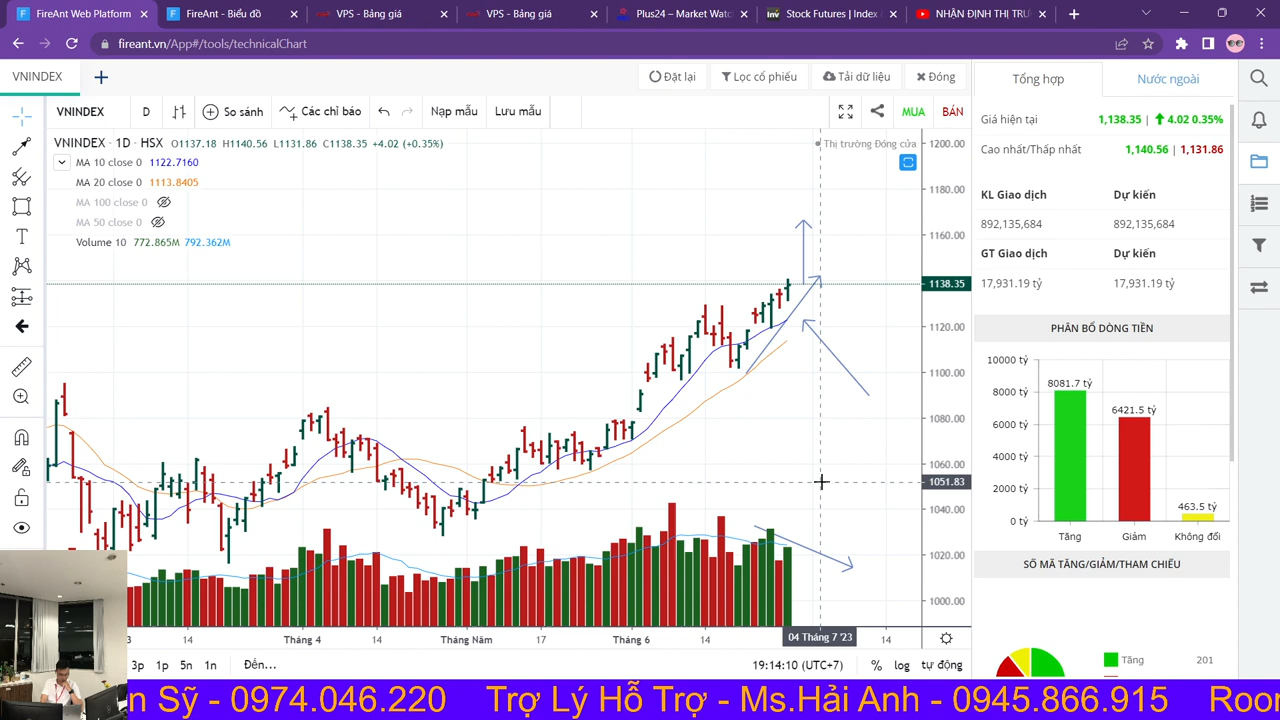 FireAnt Web Platform
FireAnt - Biểu đồ
VPS - Bảng giá
VPS - Bảng giá
Plus24 – Market Watch
Stock Futures | Index
NHẬN ĐỊNH THỊ TRƯ
fireant.vn/App#/tools/technicalChart
VNINDEX
Đặt lại
Lọc cổ phiếu
Tải dữ liệu
Đóng
VNINDEX
D
So sánh
Các chỉ báo
Nạp mẫu
Lưu mẫu
MUA
BÁN
VNINDEX · 1D · HSX O1137.18 H1140.56 L1131.86 C1138.35 +4.02 (+0.35%)
Thị trường Đóng cửa
MA 10 close 0 1122.7160
MA 20 close 0 1113.8405
MA 100 close 0
MA 50 close 0
Volume 10 772.865M 792.362M
1200.00
1180.00
1160.00
1138.35
1120.00
1100.00
1080.00
1060.00
1051.83
1040.00
1020.00
1000.00
3
14
Tháng 4
14
Tháng Năm
17
Tháng 6
14
04 Tháng 7 '23
14
3p
1p
5n
1n
Đến...
19:14:10 (UTC+7)
%
log
tự động
Tổng hợp
Nước ngoài
Giá hiện tại
1,138.35 | 4.02 0.35%
Cao nhất/Thấp nhất
1,140.56 | 1,131.86
KL Giao dịch
Dự kiến
892,135,684
892,135,684
GT Giao dịch
Dự kiến
17,931.19 tỷ
17,931.19 tỷ
PHÂN BỔ DÒNG TIỀN
10000 tỷ
8000 tỷ
6000 tỷ
4000 tỷ
2000 tỷ
0 tỷ
8081.7 tỷ
6421.5 tỷ
463.5 tỷ
Tăng
Giảm
Không đổi
SỐ MÃ TĂNG/GIẢM/THAM CHIẾU
Tăng
201
n Sỹ - 0974.046.220 Trợ Lý Hỗ Trợ - Ms.Hải Anh - 0945.866.915 Roor